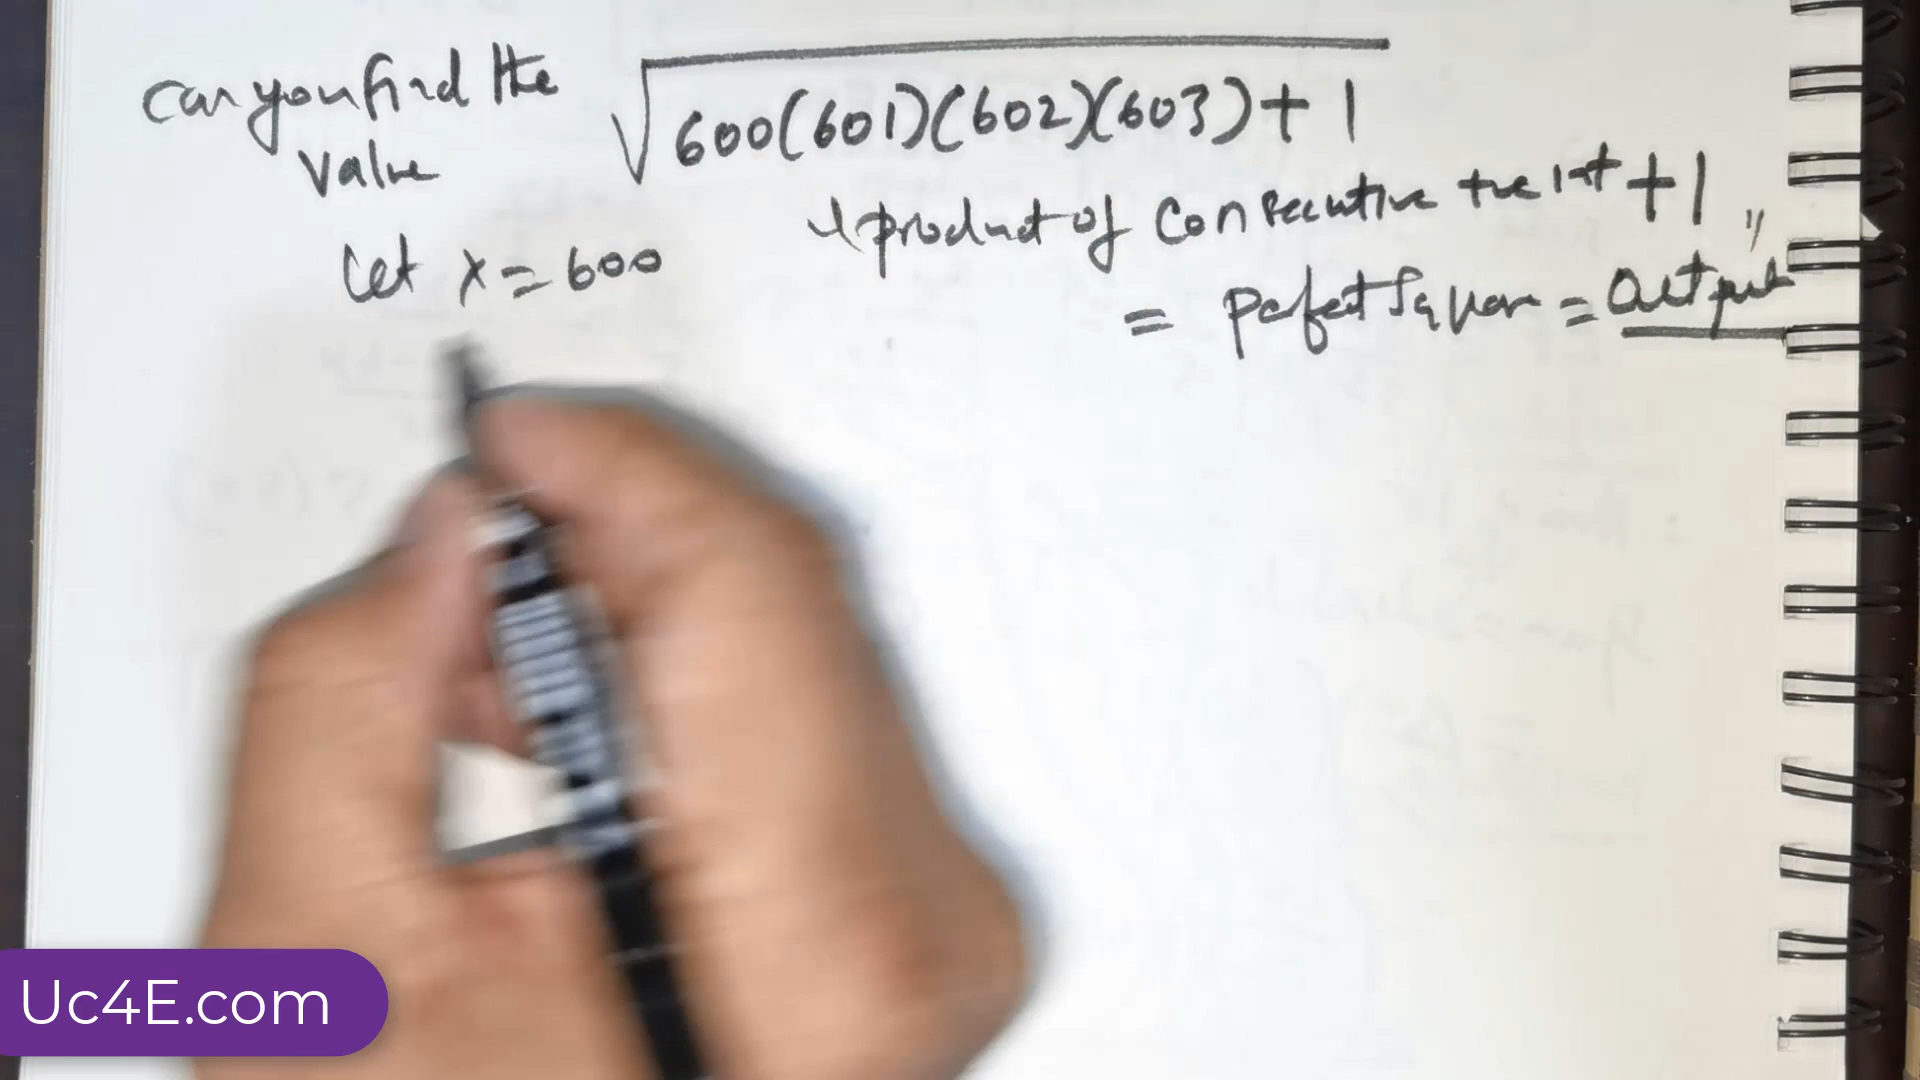 Can you find the
value
√600(601)(602)(603)+1
4 product of Consecutive +ve int +1 "
= Perfect Square = Output
Let x = 600
Uc4E.com